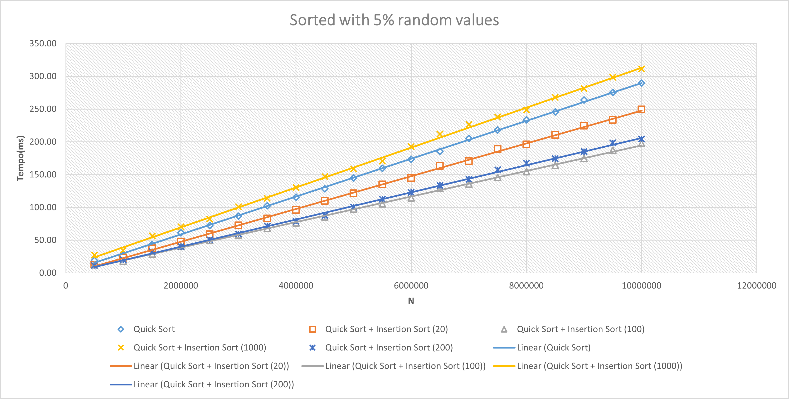 Sorted with 5% random values
350.00
300.00
250.00
200.00
150.00
100.00
50.00
0.00
Tempo(ms)
0 2000000 4000000 6000000 8000000 10000000 12000000
N
Quick Sort Quick Sort + Insertion Sort (20) Quick Sort + Insertion Sort (100)
Quick Sort + Insertion Sort (1000) Quick Sort + Insertion Sort (200) Linear (Quick Sort)
Linear (Quick Sort + Insertion Sort (20)) Linear (Quick Sort + Insertion Sort (100)) Linear (Quick Sort + Insertion Sort (1000))
Linear (Quick Sort + Insertion Sort (200))